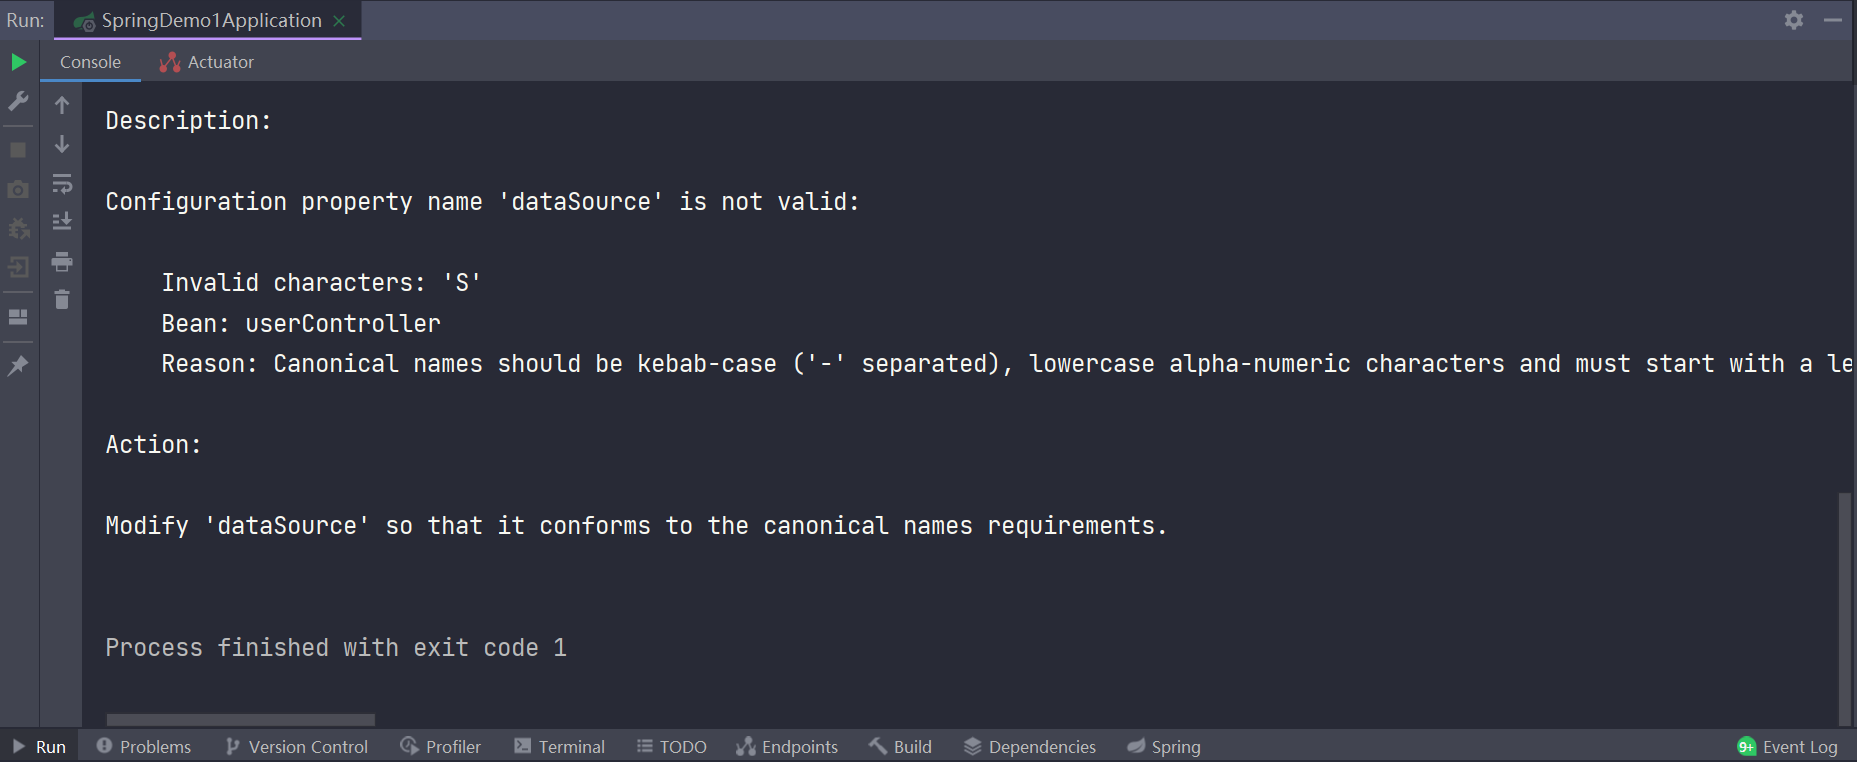 Run: SpringDemo1Application
Console Actuator
Description:
Configuration property name 'dataSource' is not valid:
Invalid characters: 'S'
Bean: userController
Reason: Canonical names should be kebab-case ('-' separated), lowercase alpha-numeric characters and must start with a le
Action:
Modify 'dataSource' so that it conforms to the canonical names requirements.
Process finished with exit code 1
Run Problems Version Control Profiler Terminal TODO Endpoints Build Dependencies Spring 9+ Event Log